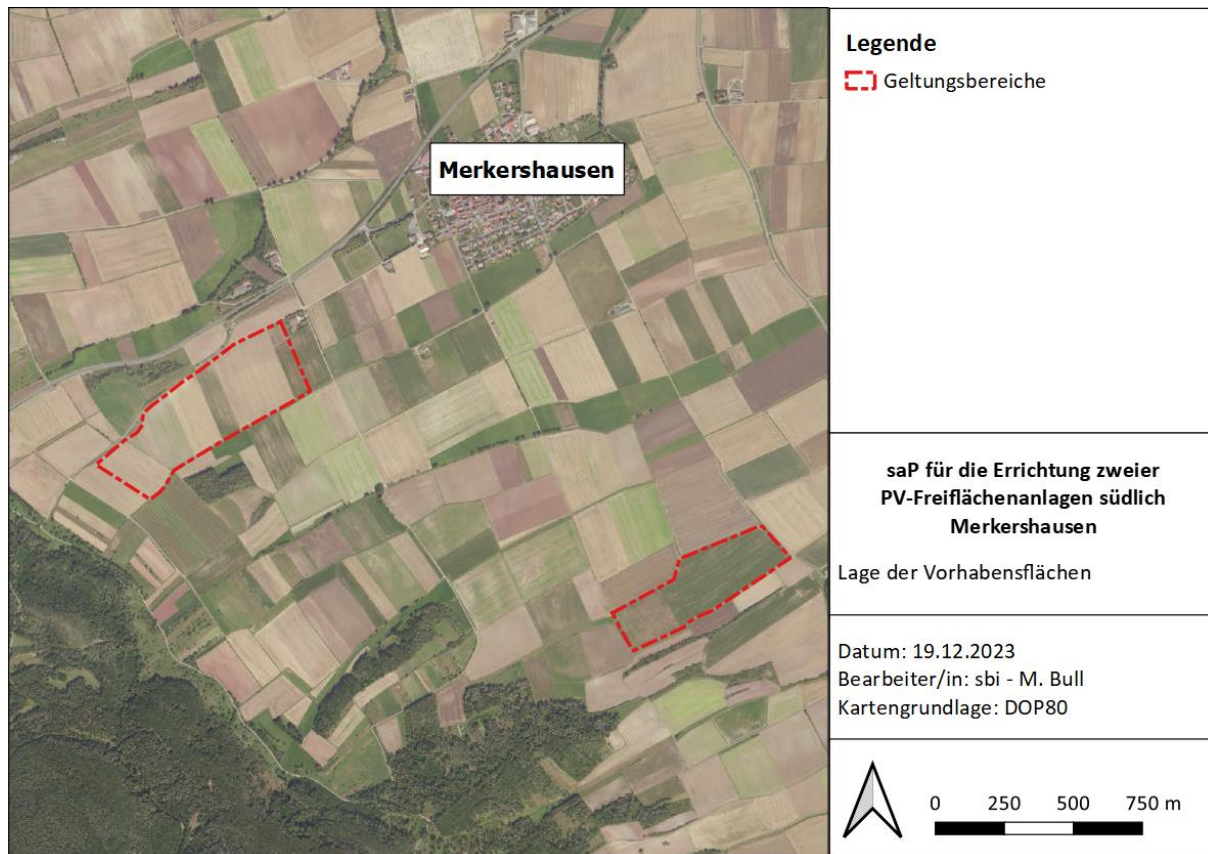 Merkershausen
Legende
Geltungsbereiche
saP für die Errichtung zweier
PV-Freiflächenanlagen südlich
Merkershausen
Lage der Vorhabensflächen
Datum: 19.12.2023
Bearbeiter/in: sbi - M. Bull
Kartengrundlage: DOP80
0 250 500 750 m